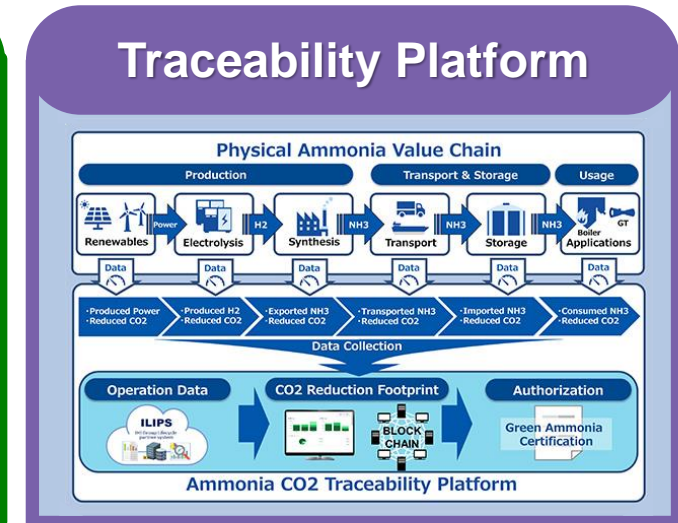 Traceability Platform
Physical Ammonia Value Chain
Production
Transport & Storage
Usage
Renewables
Power
Electrolysis
H2
Synthesis
NH3
Transport
NH3
Storage
NH3
Boiler
GT
Applications
Data
Data
Data
Data
Data
Data
・Produced Power
・Reduced CO2
・Produced H2
・Reduced CO2
・Exported NH3
・Reduced CO2
・Transported NH3
・Reduced CO2
・Imported NH3
・Reduced CO2
・Consumed NH3
・Reduced CO2
Data Collection
Operation Data
CO2 Reduction Footprint
Authorization
ILIPS
BLOCK
CHAIN
Green Ammonia
Certification
Ammonia CO2 Traceability Platform